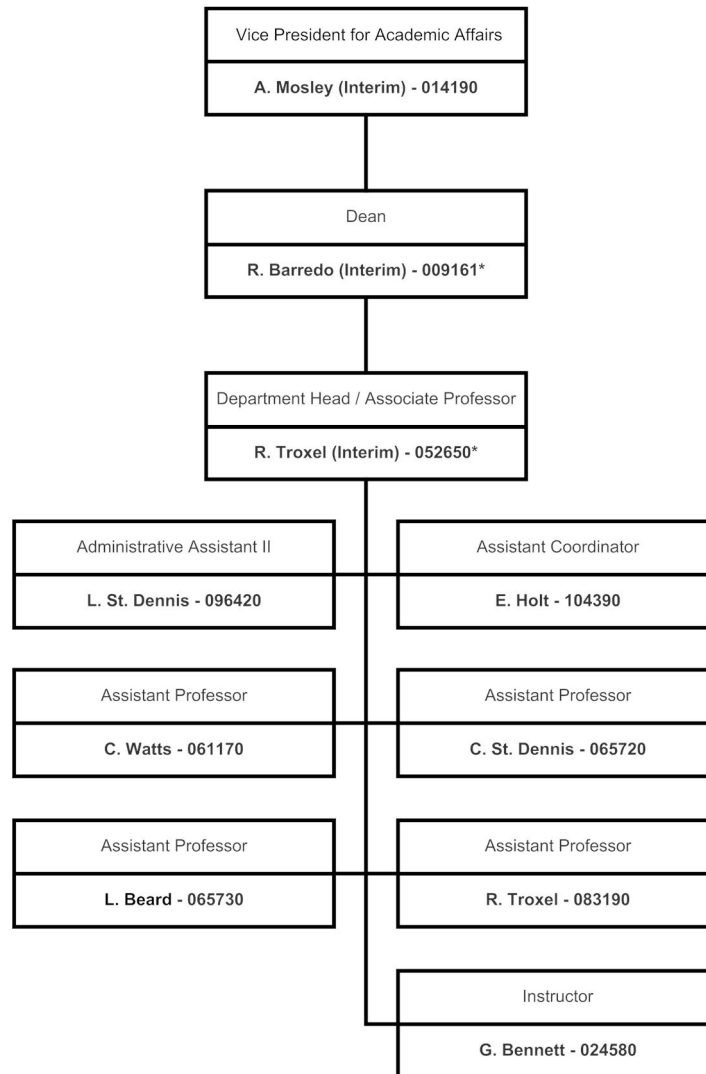 Vice President for Academic Affairs
A. Mosley (Interim) - 014190
Dean
R. Barredo (Interim) - 009161*
Department Head / Associate Professor
R. Troxel (Interim) - 052650*
Administrative Assistant II
L. St. Dennis - 096420
Assistant Coordinator
E. Holt - 104390
Assistant Professor
C. Watts - 061170
Assistant Professor
C. St. Dennis - 065720
Assistant Professor
L. Beard - 065730
Assistant Professor
R. Troxel - 083190
Instructor
G. Bennett - 024580